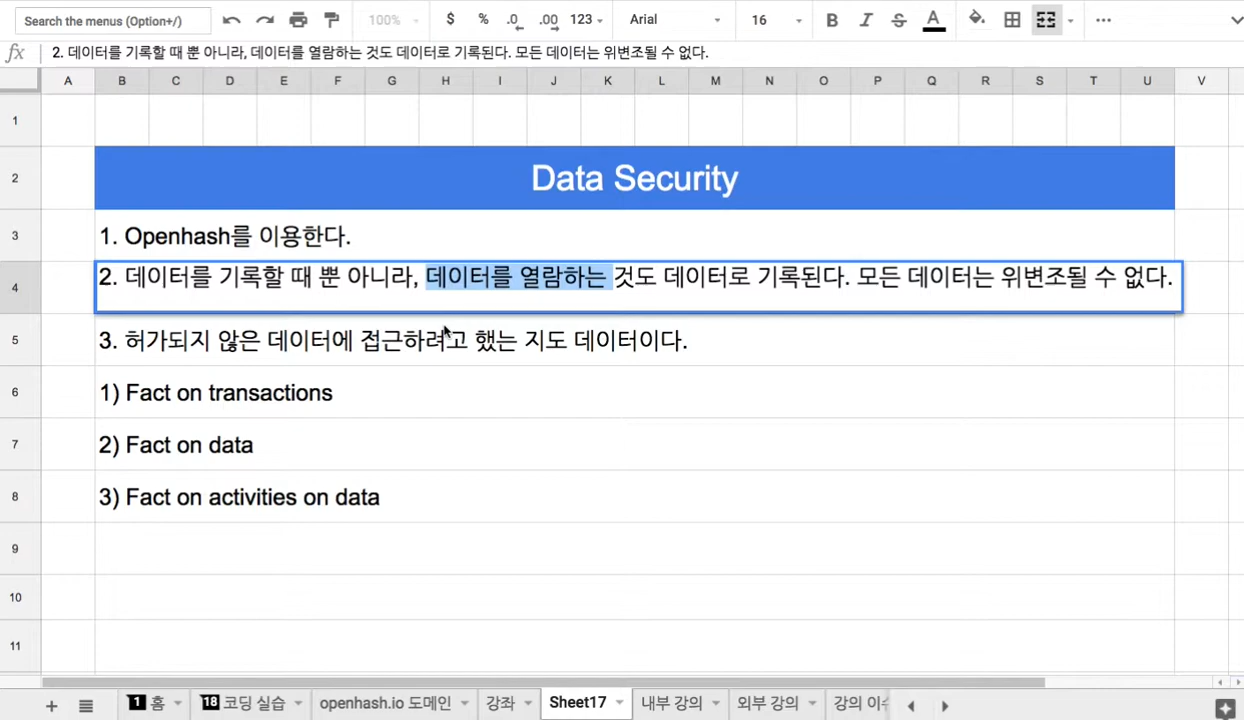 Search the menus (Option+/)
100%
$ % .0 .00 123
Arial
16
B I S A
fx 2. 데이터를 기록할 때 뿐 아니라, 데이터를 열람하는 것도 데이터로 기록된다. 모든 데이터는 위변조될 수 없다.
A B C D E F G H I J K L M N O P Q R S T U V
1
2 Data Security
3 1. Openhash를 이용한다.
4 2. 데이터를 기록할 때 뿐 아니라, 데이터를 열람하는 것도 데이터로 기록된다. 모든 데이터는 위변조될 수 없다.
5 3. 허가되지 않은 데이터에 접근하려고 했는 지도 데이터이다.
6 1) Fact on transactions
7 2) Fact on data
8 3) Fact on activities on data
9
10
11
1 홈 18 코딩 실습 openhash.io 도메인 강좌 Sheet17 내부 강의 외부 강의 강의 이